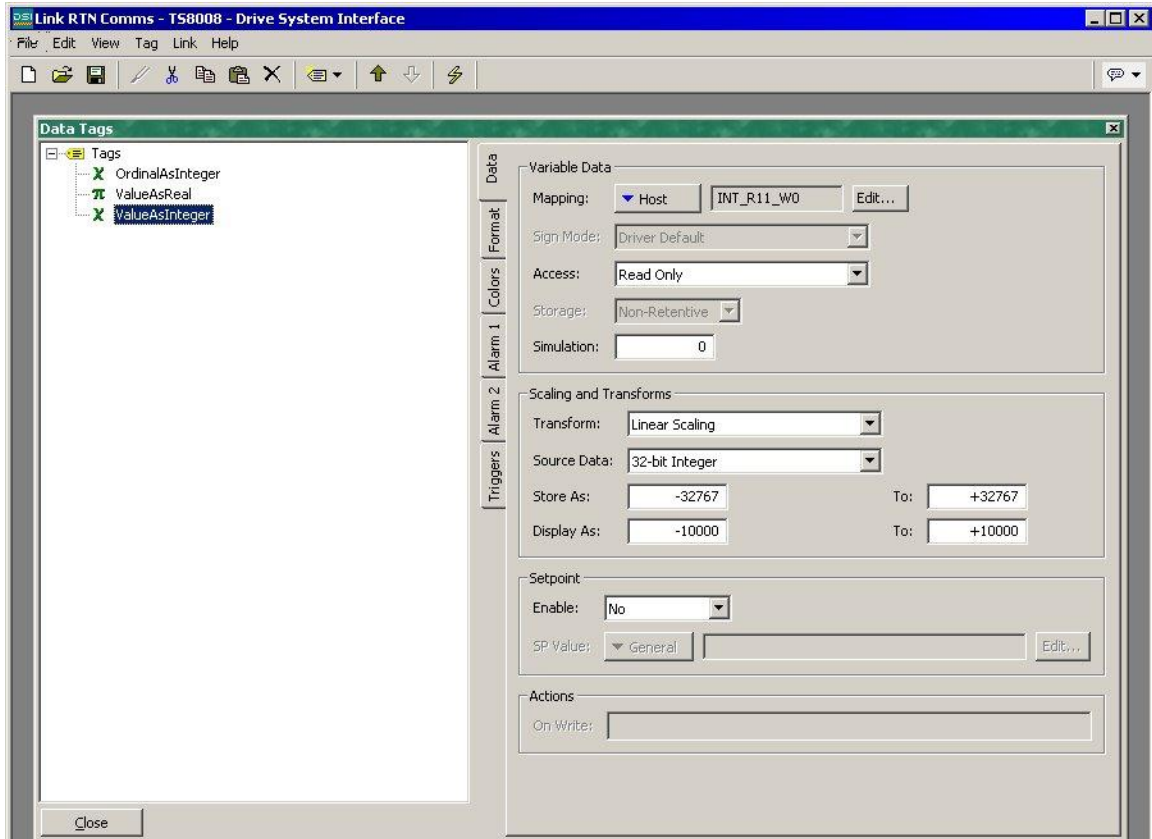 DSI Link RTN Comms - TS8008 - Drive System Interface
File Edit View Tag Link Help
Data Tags
Tags
OrdinalAsInteger
ValueAsReal
ValueAsInteger
Close
Data
Format
Colors
Alarm 1
Alarm 2
Triggers
Variable Data
Mapping: Host INT_R11_W0 Edit...
Sign Mode: Driver Default
Access: Read Only
Storage: Non-Retentive
Simulation: 0
Scaling and Transforms
Transform: Linear Scaling
Source Data: 32-bit Integer
Store As: -32767 To: +32767
Display As: -10000 To: +10000
Setpoint
Enable: No
SP Value: General Edit...
Actions
On Write: